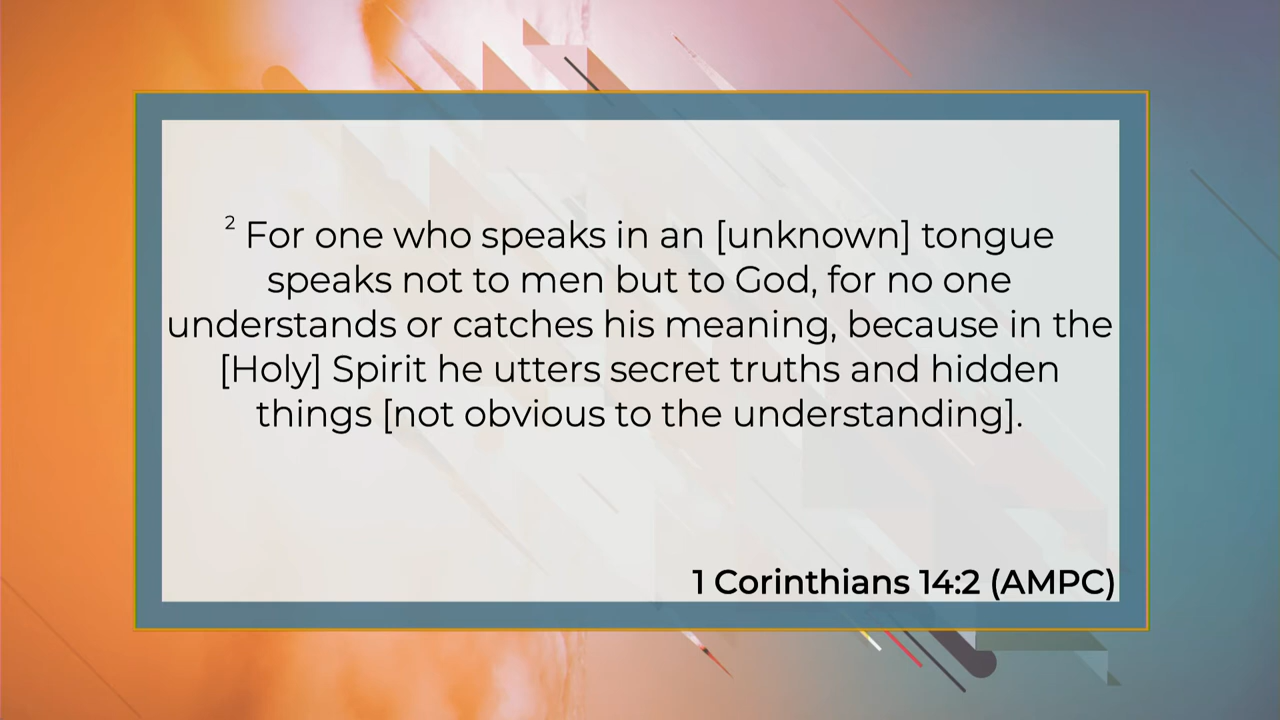 2 For one who speaks in an [unknown] tongue
speaks not to men but to God, for no one
understands or catches his meaning, because in the
[Holy] Spirit he utters secret truths and hidden
things [not obvious to the understanding].
1 Corinthians 14:2 (AMPC)